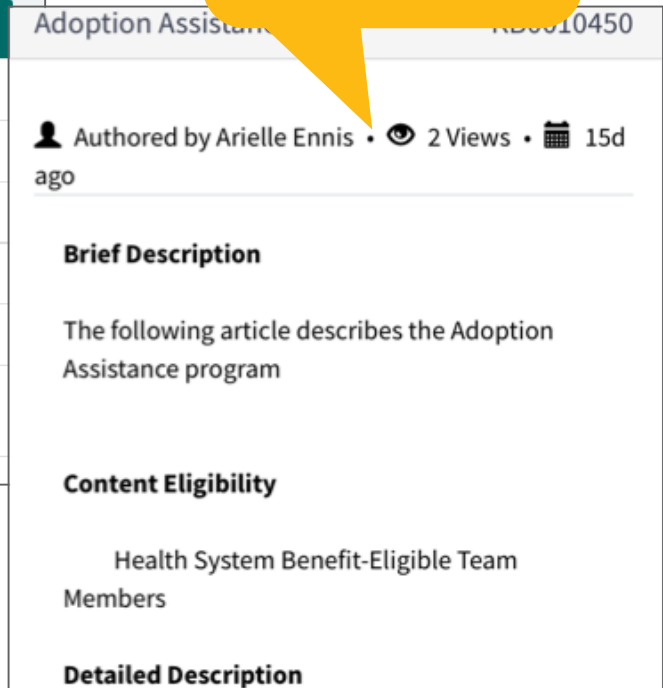 Adoption
Authored by Arielle Ennis • 2 Views • 15d
ago
Brief Description
The following article describes the Adoption
Assistance program
Content Eligibility
Health System Benefit-Eligible Team
Members
Detailed Description